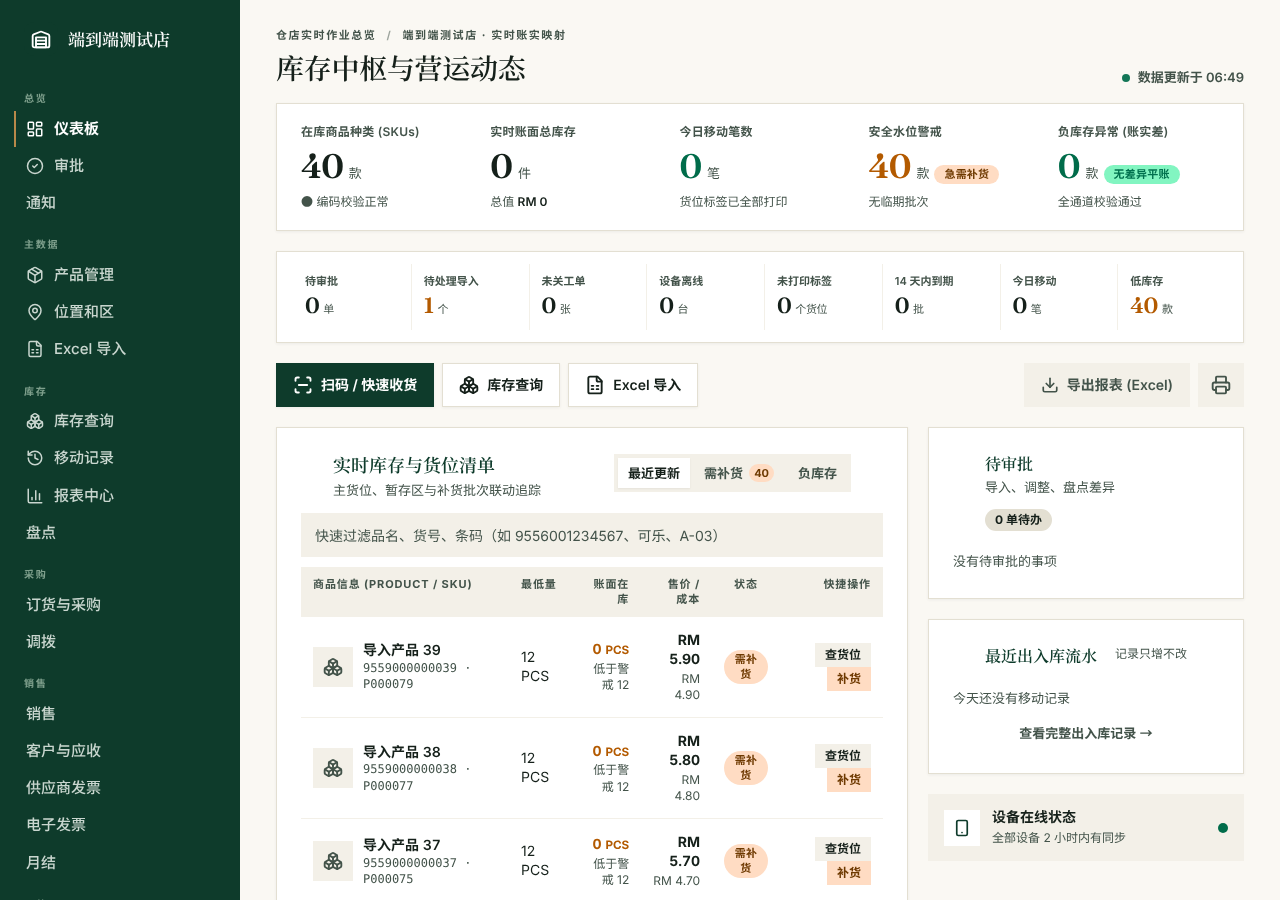 端到端测试店
总览
仪表板
审批
通知
主数据
产品管理
位置和区
Excel 导入
库存
库存查询
移动记录
报表中心
盘点
采购
订货与采购
调拨
销售
销售
客户与应收
供应商发票
电子发票
月结
仓店实时作业总览 / 端到端测试店 · 实时账实映射
库存中枢与营运动态
数据更新于 06:49
在库商品种类 (SKUs)
40 款
编码校验正常
实时账面总库存
0 件
总值 RM 0
今日移动笔数
0 笔
货位标签已全部打印
安全水位警戒
40 款 急需补货
无临期批次
负库存异常 (账实差)
0 款 无差异平账
全通道校验通过
待审批
0 单
待处理导入
1 个
未关工单
0 张
设备离线
0 台
未打印标签
0 个货位
14 天内到期
0 批
今日移动
0 笔
低库存
40 款
扫码 / 快速收货
库存查询
Excel 导入
导出报表 (Excel)
实时库存与货位清单
主货位、暂存区与补货批次联动追踪
最近更新
需补货 40
负库存
快速过滤品名、货号、条码（如 9556001234567、可乐、A-03）
商品信息 (PRODUCT / SKU)
最低量
账面在
库
售价 /
成本
状态
快捷操作
导入产品 39
9559000000039 ·
P000079
12
PCS
0 PCS
低于警
戒 12
RM
5.90
RM
4.90
需补
货
查货位
补货
导入产品 38
9559000000038 ·
P000077
12
PCS
0 PCS
低于警
戒 12
RM
5.80
RM
4.80
需补
货
查货位
补货
导入产品 37
9559000000037 ·
P000075
12
PCS
0 PCS
低于警
戒 12
RM
5.70
RM 4.70
需补
货
查货位
补货
待审批
导入、调整、盘点差异
0 单待办
没有待审批的事项
最近出入库流水
记录只增不改
今天还没有移动记录
查看完整出入库记录 →
设备在线状态
全部设备 2 小时内有同步